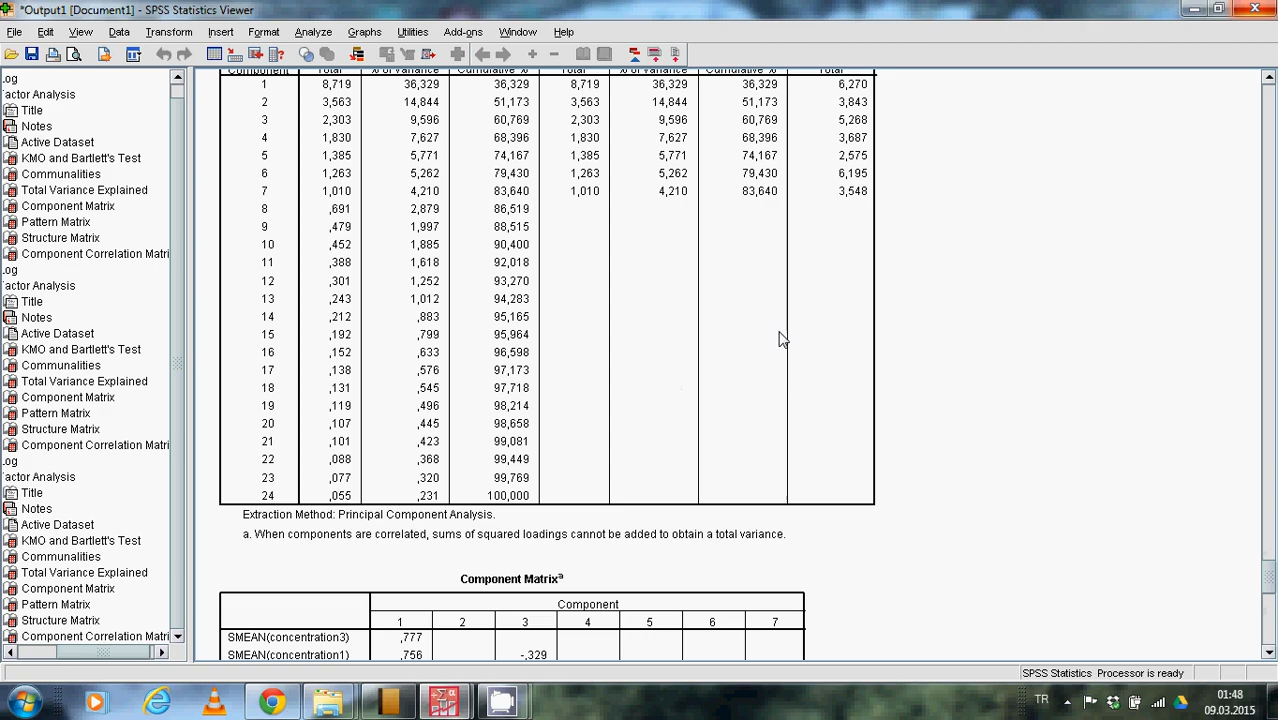 *Output1 [Document1] - SPSS Statistics Viewer
File Edit View Data Transform Insert Format Analyze Graphs Utilities Add-ons Window Help
.og
actor Analysis
Title
Notes
Active Dataset
KMO and Bartlett's Test
Communalities
Total Variance Explained
Component Matrix
Pattern Matrix
Structure Matrix
Component Correlation Matri
.og
actor Analysis
Title
Notes
Active Dataset
KMO and Bartlett's Test
Communalities
Total Variance Explained
Component Matrix
Pattern Matrix
Structure Matrix
Component Correlation Matri
.og
actor Analysis
Title
Notes
Active Dataset
KMO and Bartlett's Test
Communalities
Total Variance Explained
Component Matrix
Pattern Matrix
Structure Matrix
Component Correlation Matri
Component Total % of Variance Cumulative % Total % of Variance Cumulative % Total
1 8,719 36,329 36,329 8,719 36,329 36,329 6,270
2 3,563 14,844 51,173 3,563 14,844 51,173 3,843
3 2,303 9,596 60,769 2,303 9,596 60,769 5,268
4 1,830 7,627 68,396 1,830 7,627 68,396 3,687
5 1,385 5,771 74,167 1,385 5,771 74,167 2,575
6 1,263 5,262 79,430 1,263 5,262 79,430 6,195
7 1,010 4,210 83,640 1,010 4,210 83,640 3,548
8 ,691 2,879 86,519
9 ,479 1,997 88,515
10 ,452 1,885 90,400
11 ,388 1,618 92,018
12 ,301 1,252 93,270
13 ,243 1,012 94,283
14 ,212 ,883 95,165
15 ,192 ,799 95,964
16 ,152 ,633 96,598
17 ,138 ,576 97,173
18 ,131 ,545 97,718
19 ,119 ,496 98,214
20 ,107 ,445 98,658
21 ,101 ,423 99,081
22 ,088 ,368 99,449
23 ,077 ,320 99,769
24 ,055 ,231 100,000
Extraction Method: Principal Component Analysis.
a. When components are correlated, sums of squared loadings cannot be added to obtain a total variance.
Component Matrixᵃ
Component
1 2 3 4 5 6 7
SMEAN(concentration3) ,777
SMEAN(concentration1) ,756 -,329
SPSS Statistics Processor is ready
TR
01:48
09.03.2015